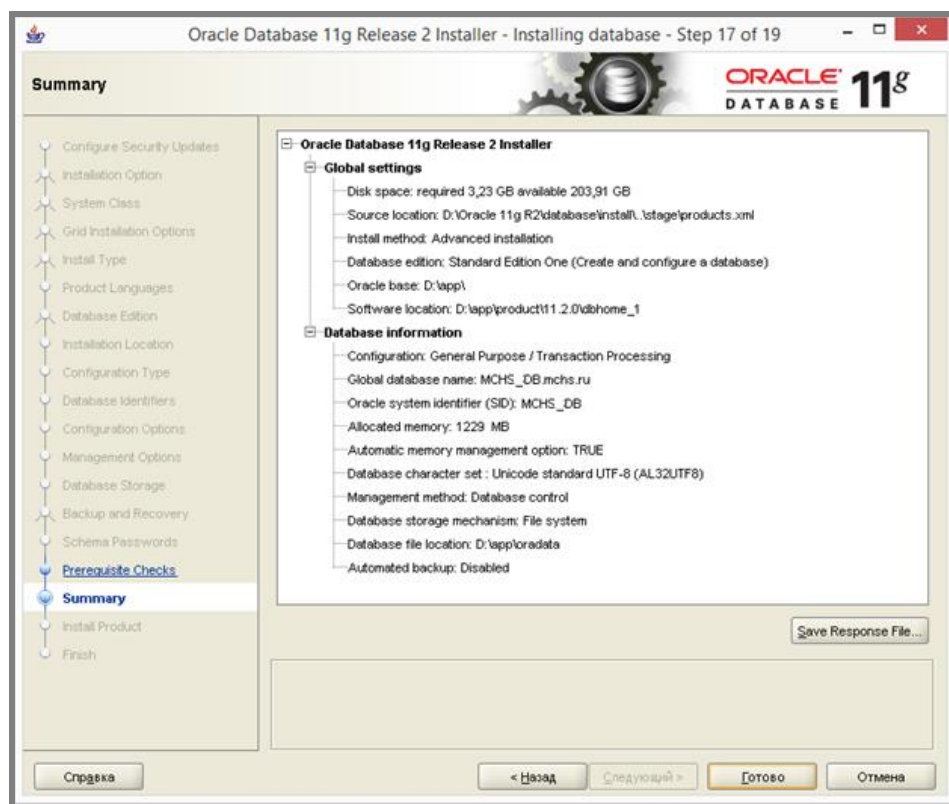 Oracle Database 11g Release 2 Installer - Installing database - Step 17 of 19
Summary
ORACLE 11g
DATABASE
Configure Security Updates
Installation Option
System Class
Grid Installation Options
Install Type
Product Languages
Database Edition
Installation Location
Configuration Type
Database Identifiers
Configuration Options
Management Options
Database Storage
Backup and Recovery
Schema Passwords
Prerequisite Checks
Summary
Install Product
Finish
Oracle Database 11g Release 2 Installer
Global settings
Disk space: required 3,23 GB available 203,91 GB
Source location: D:\Oracle 11g R2\database\install\..\stage\products.xml
Install method: Advanced installation
Database edition: Standard Edition One (Create and configure a database)
Oracle base: D:\app\
Software location: D:\app\product\11.2.0\dbhome_1
Database information
Configuration: General Purpose / Transaction Processing
Global database name: MCHS_DB.mchs.ru
Oracle system identifier (SID): MCHS_DB
Allocated memory: 1229 MB
Automatic memory management option: TRUE
Database character set : Unicode standard UTF-8 (AL32UTF8)
Management method: Database control
Database storage mechanism: File system
Database file location: D:\app\oradata
Automated backup: Disabled
Save Response File...
Справка
< Назад
Следующий >
Готово
Отмена